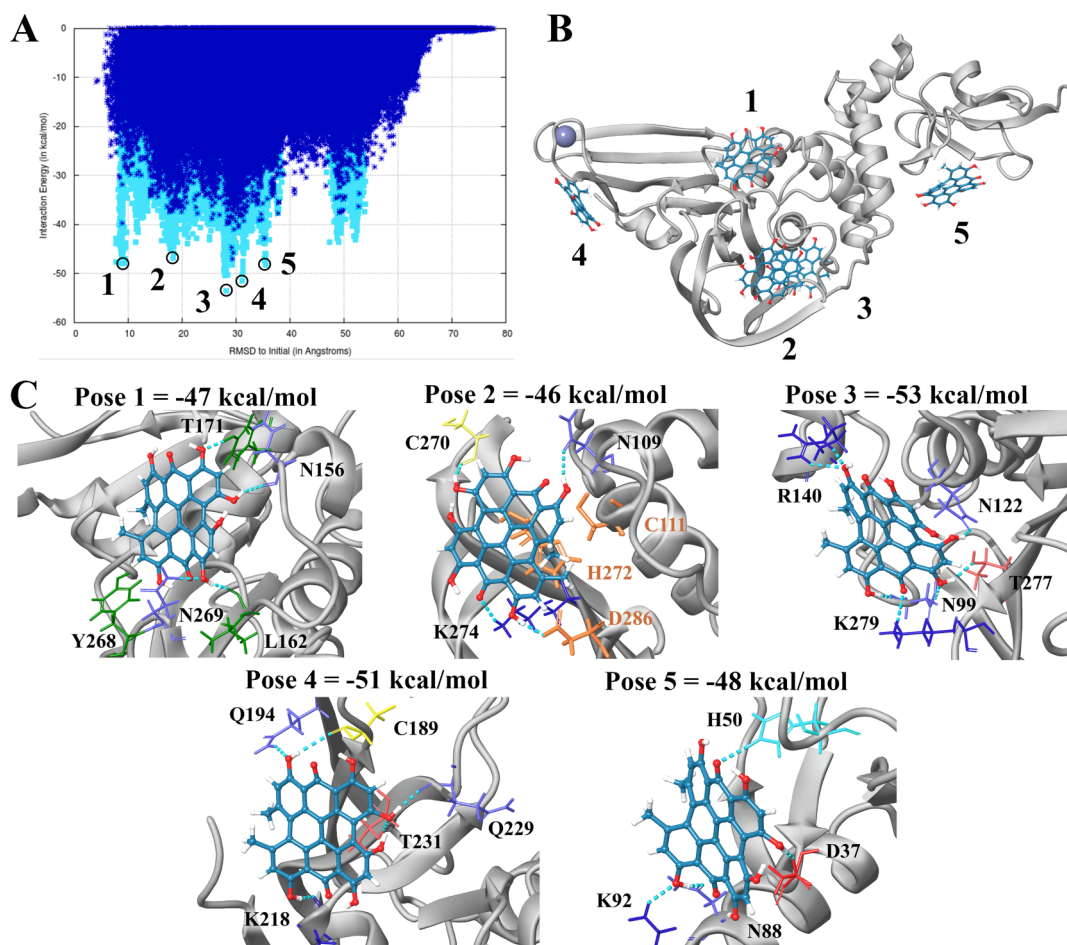 A
B
0
-10
-20
-30
-40
-50
-60
Interaction Energy (in kcal/mol)
0 10 20 30 40 50 60 70 80
RMSD to Initial (in Angstroms)
1
2
3
4
5
1
4
5
3
2
C
Pose 1 = -47 kcal/mol
T171
N156
N269
Y268
L162
Pose 2 = -46 kcal/mol
C270
N109
C111
H272
K274
D286
Pose 3 = -53 kcal/mol
R140
N122
T277
N99
K279
Pose 4 = -51 kcal/mol
Q194
C189
T231
Q229
K218
Pose 5 = -48 kcal/mol
H50
D37
K92
N88